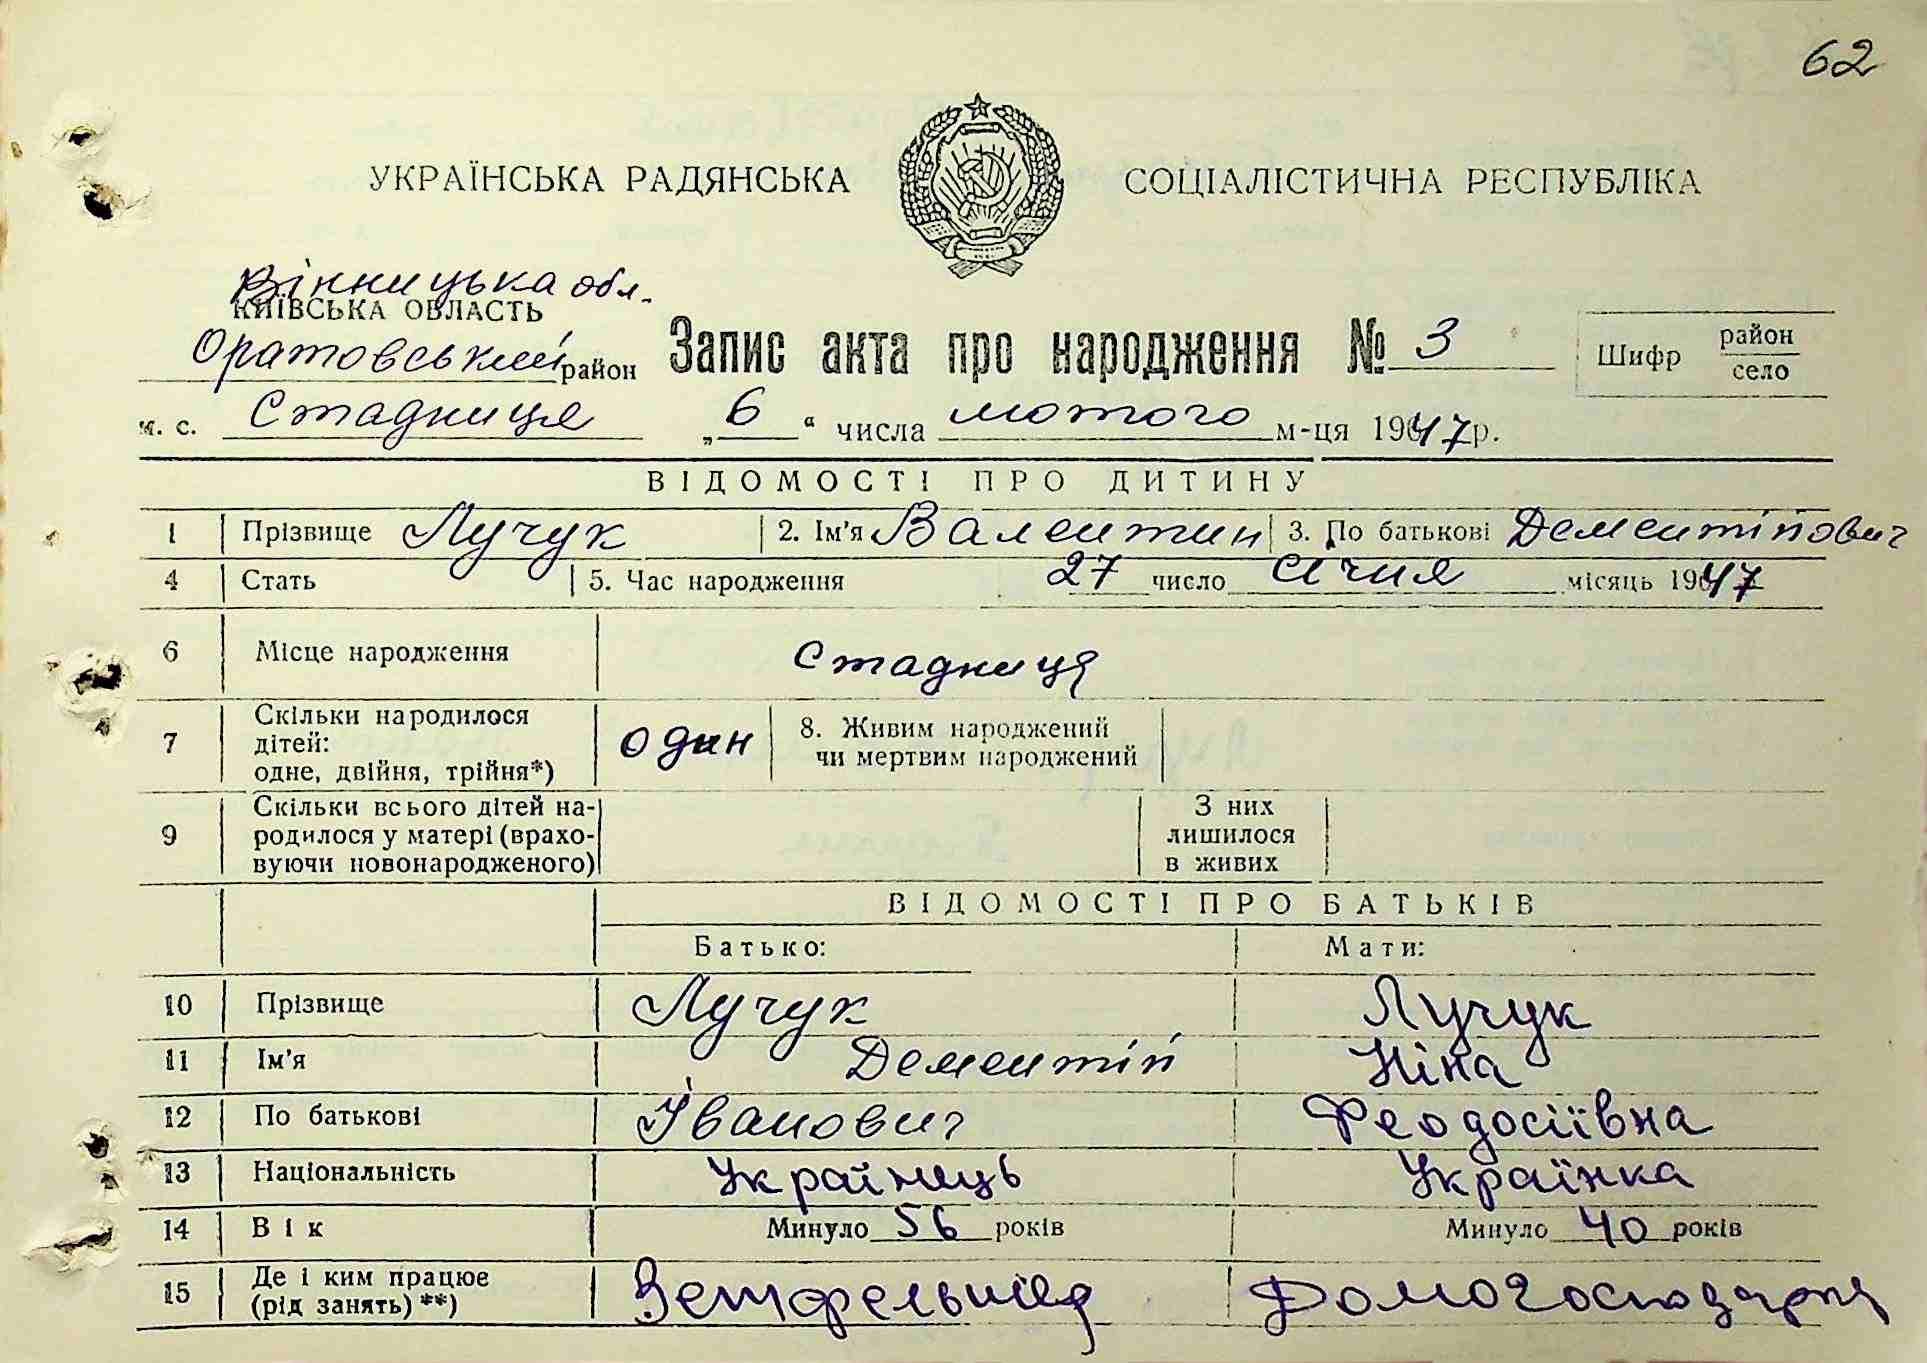 62
УКРАЇНСЬКА РАДЯНСЬКА СОЦІАЛІСТИЧНА РЕСПУБЛІКА
Вінницька обл.
КИЇВСЬКА ОБЛАСТЬ
Оратовський район Запис акта про народження № 3 Шифр район село
м. с. Стадниця „6“ числа лютого м-ця 1947 р.
ВІДОМОСТІ ПРО ДИТИНУ
1 Прізвище Лучук 2. Ім'я Валентин 3. По батькові Дементійович
4 Стать 5. Час народження 27 число січня місяць 1947
6 Місце народження Стадниця
7 Скільки народилося дітей: одне, двійня, трійня*) один 8. Живим народжений чи мертвим народжений
9 Скільки всього дітей на-
родилося у матері (врахо-
вуючи новонародженого) З них лишилося в живих
ВІДОМОСТІ ПРО БАТЬКІВ
Батько: Мати:
10 Прізвище Лучук Лучук
11 Ім'я Дементій Ніна
12 По батькові Іванович Феодосіївна
13 Національність Українець Українка
14 Вік Минуло 56 років Минуло 40 років
15 Де і ким працює (рід занять) **) Ветфельшер Домогосподарка